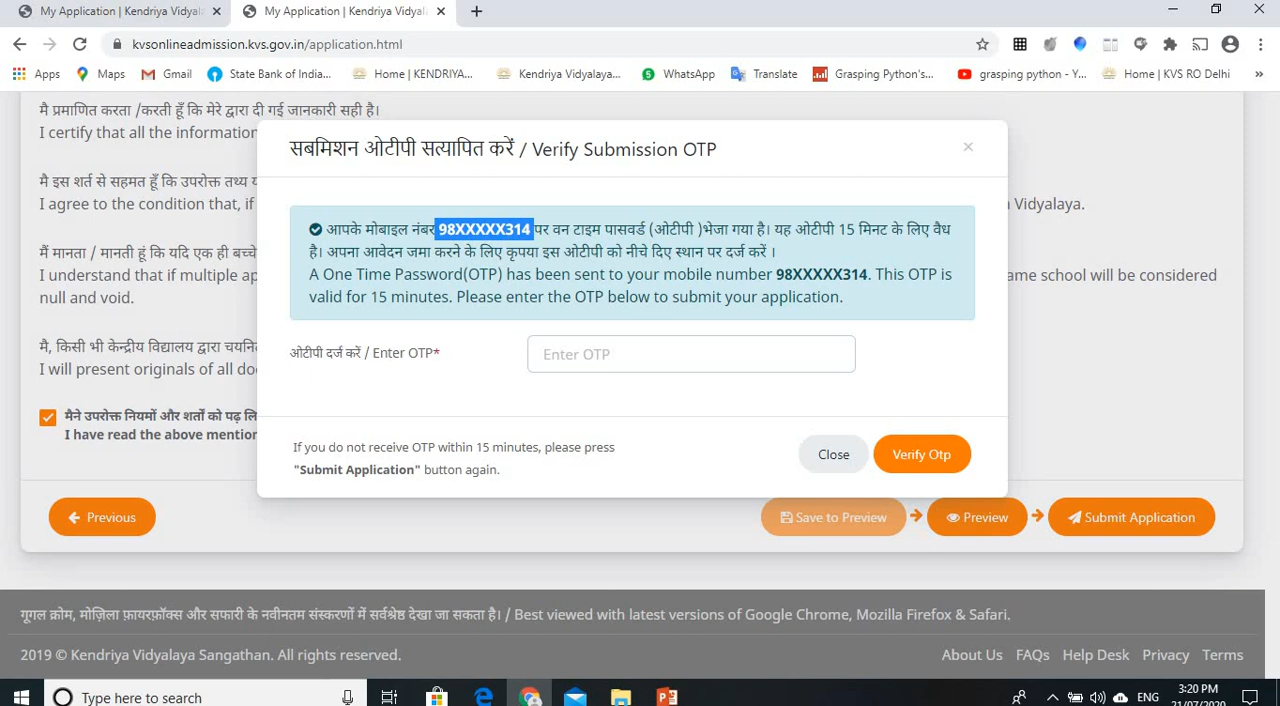 My Application | Kendriya Vidyal
My Application | Kendriya Vidyal
kvsonlineadmission.kvs.gov.in/application.html
Apps Maps Gmail State Bank of India... Home | KENDRIYA... Kendriya Vidyalaya... WhatsApp Translate Grasping Python's... grasping python - Y... Home | KVS RO Delhi »
मै प्रमाणित करता /करती हूँ कि मेरे द्वारा दी गई जानकारी सही है।
I certify that all the information
सबमिशन ओटीपी सत्यापित करें / Verify Submission OTP
×
मै इस शर्त से सहमत हूँ कि उपरोक्त तथ्य
I agree to the condition that, if
Vidyalaya.
आपके मोबाइल नंबर 98XXXXX314 पर वन टाइम पासवर्ड (ओटीपी )भेजा गया है। यह ओटीपी 15 मिनट के लिए वैध
है। अपना आवेदन जमा करने के लिए कृपया इस ओटीपी को नीचे दिए स्थान पर दर्ज करें ।
A One Time Password(OTP) has been sent to your mobile number 98XXXXX314. This OTP is
valid for 15 minutes. Please enter the OTP below to submit your application.
मैं मानता / मानती हूं कि यदि एक ही बच्चे
I understand that if multiple ap
ame school will be considered
null and void.
ओटीपी दर्ज करें / Enter OTP*
Enter OTP
मै, किसी भी केन्द्रीय विद्यालय द्वारा चयनित
I will present originals of all do
मैने उपरोक्त नियमों और शर्तों को पढ़ लि
I have read the above mention
If you do not receive OTP within 15 minutes, please press
"Submit Application" button again.
Close
Verify Otp
Previous
Save to Preview
Preview
Submit Application
गूगल क्रोम, मोज़िला फ़ायरफ़ॉक्स और सफारी के नवीनतम संस्करणों में सर्वश्रेष्ठ देखा जा सकता है। / Best viewed with latest versions of Google Chrome, Mozilla Firefox & Safari.
2019 © Kendriya Vidyalaya Sangathan. All rights reserved.
About Us FAQs Help Desk Privacy Terms
Type here to search
ENG
3:20 PM
21/07/2020